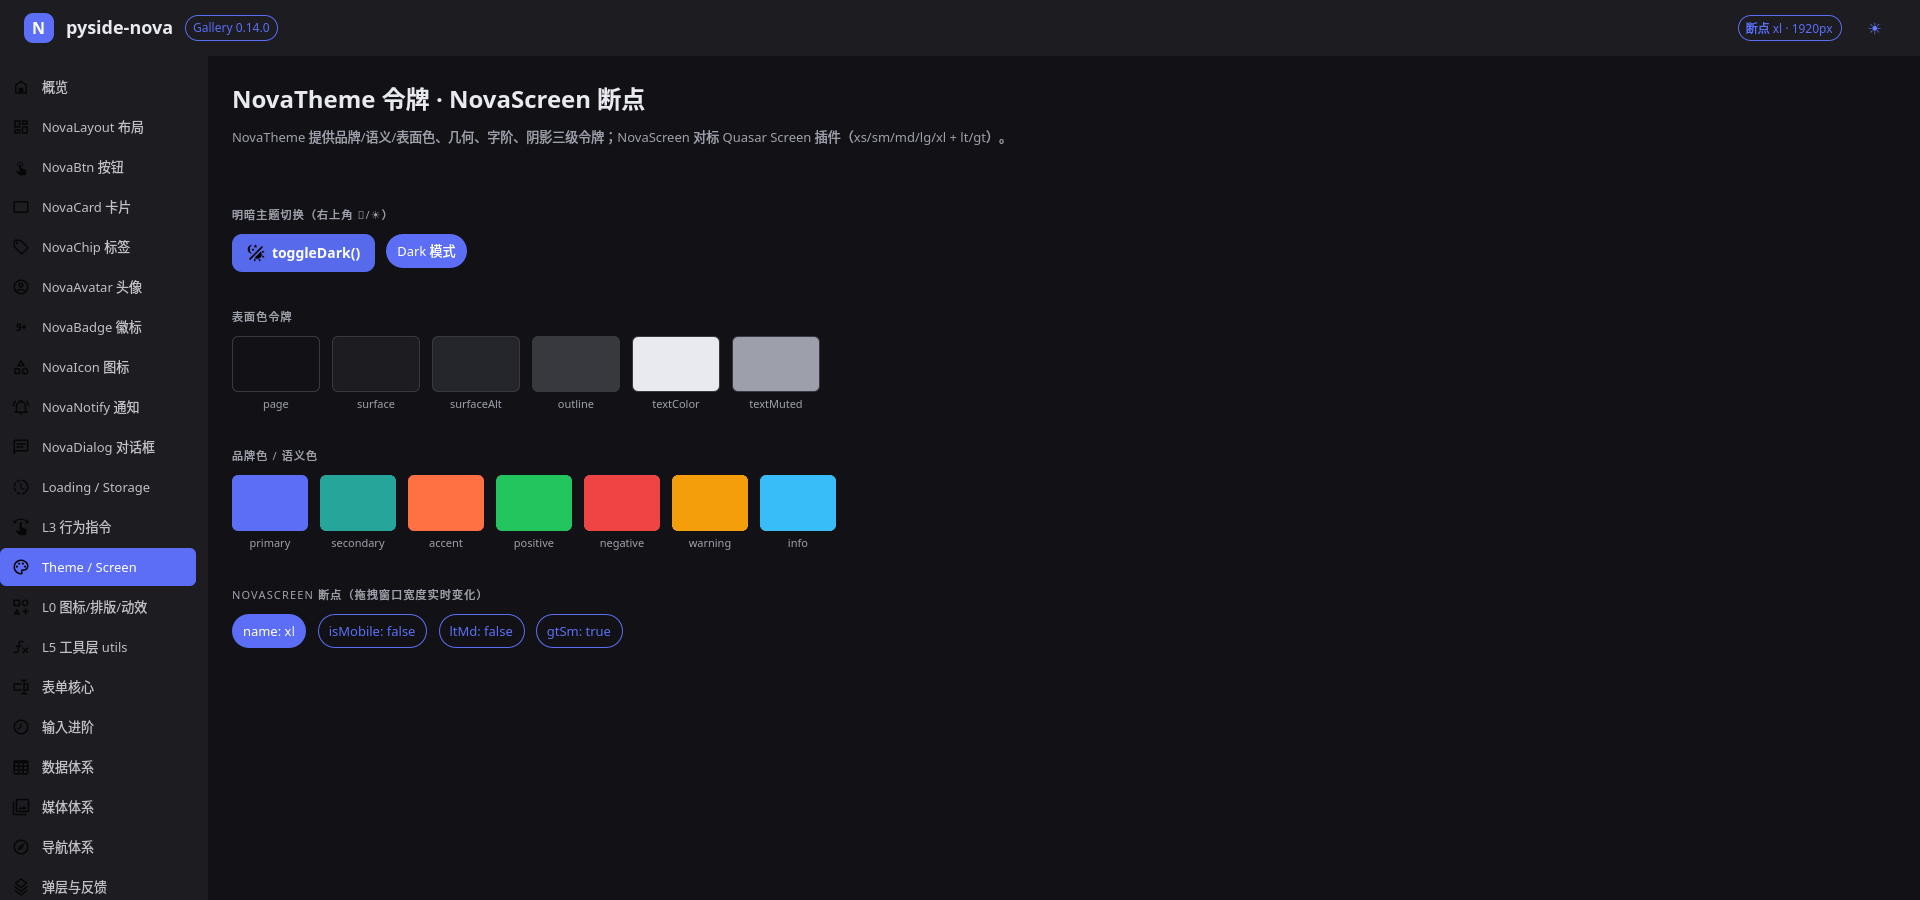 N pyside-nova Gallery 0.14.0 断点 xl · 1920px ☀
概览
NovaLayout 布局
NovaBtn 按钮
NovaCard 卡片
NovaChip 标签
NovaAvatar 头像
9+ NovaBadge 徽标
NovaIcon 图标
NovaNotify 通知
NovaDialog 对话框
Loading / Storage
L3 行为指令
Theme / Screen
L0 图标/排版/动效
L5 工具层 utils
表单核心
输入进阶
数据体系
媒体体系
导航体系
弹层与反馈
NovaTheme 令牌 · NovaScreen 断点
NovaTheme 提供品牌/语义/表面色、几何、字阶、阴影三级令牌；NovaScreen 对标 Quasar Screen 插件（xs/sm/md/lg/xl + lt/gt）。
明暗主题切换（右上角 ▯/☀）
toggleDark() Dark 模式
表面色令牌
page surface surfaceAlt outline textColor textMuted
品牌色 / 语义色
primary secondary accent positive negative warning info
NOVASCREEN 断点（拖拽窗口宽度实时变化）
name: xl isMobile: false ltMd: false gtSm: true